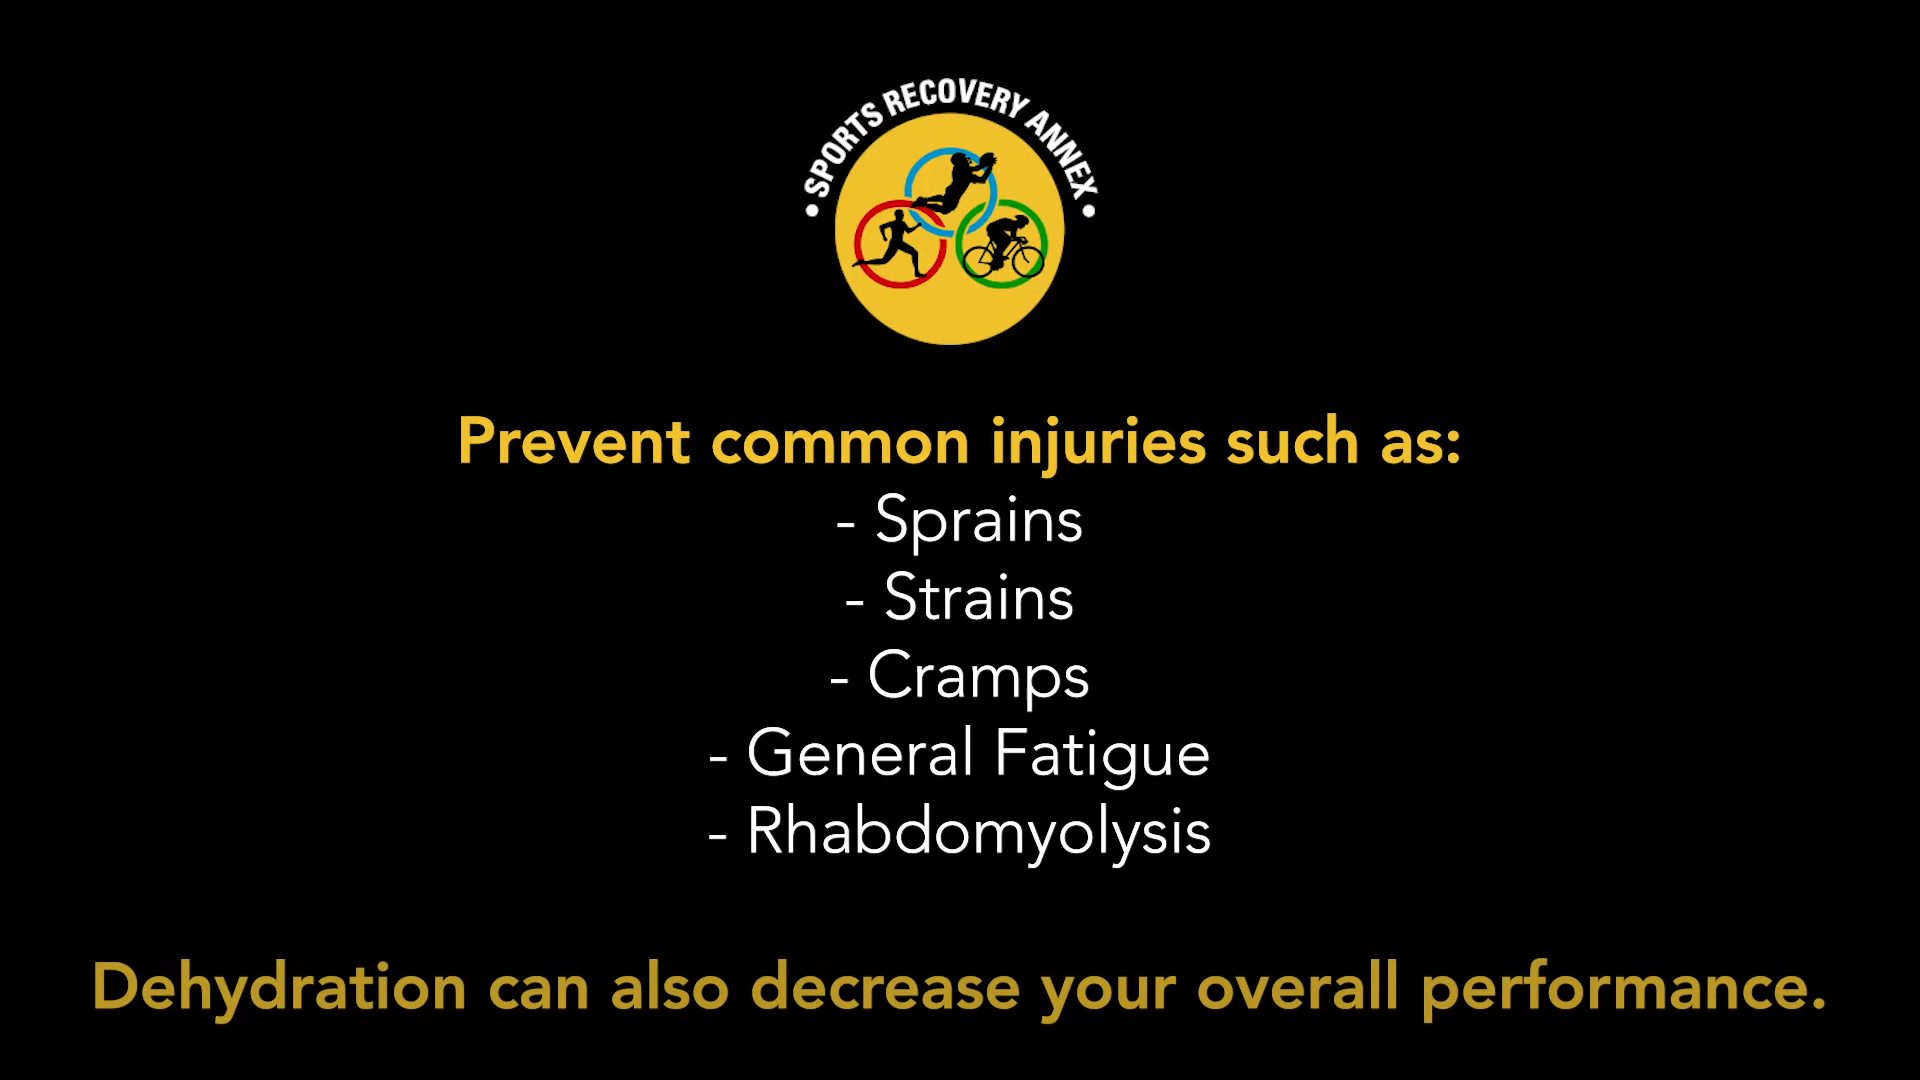 • SPORTS RECOVERY ANNEX •
Prevent common injuries such as:
- Sprains
- Strains
- Cramps
- General Fatigue
- Rhabdomyolysis
Dehydration can also decrease your overall performance.